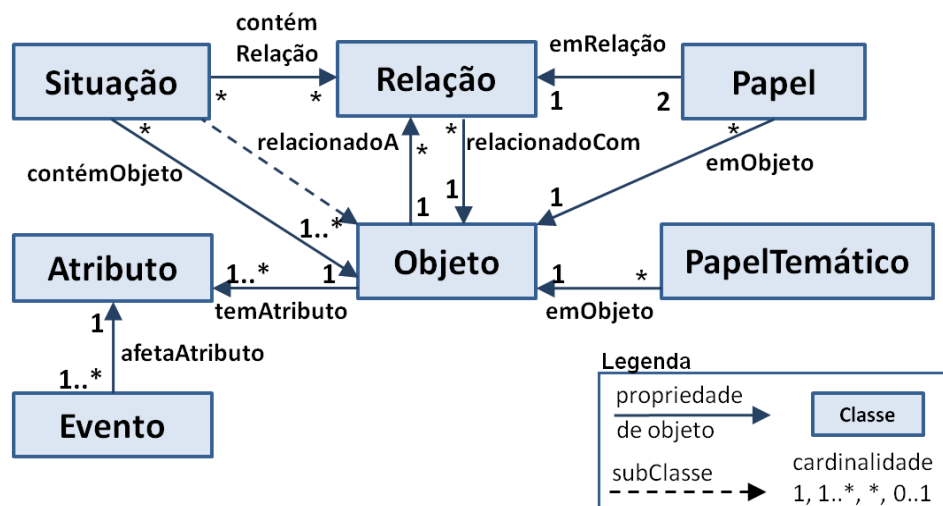 contém
Relação
emRelação
Situação
Relação
Papel
*
*
1
2
*
*
*
relacionadoA
*
relacionadoCom
contémObjeto
emObjeto
1
1
1
1..*
Atributo
Objeto
PapelTemático
1..*
1
1
*
temAtributo
emObjeto
1
afetaAtributo
1..*
Evento
Legenda
propriedade
de objeto
Classe
subClasse
cardinalidade
1, 1..*, *, 0..1